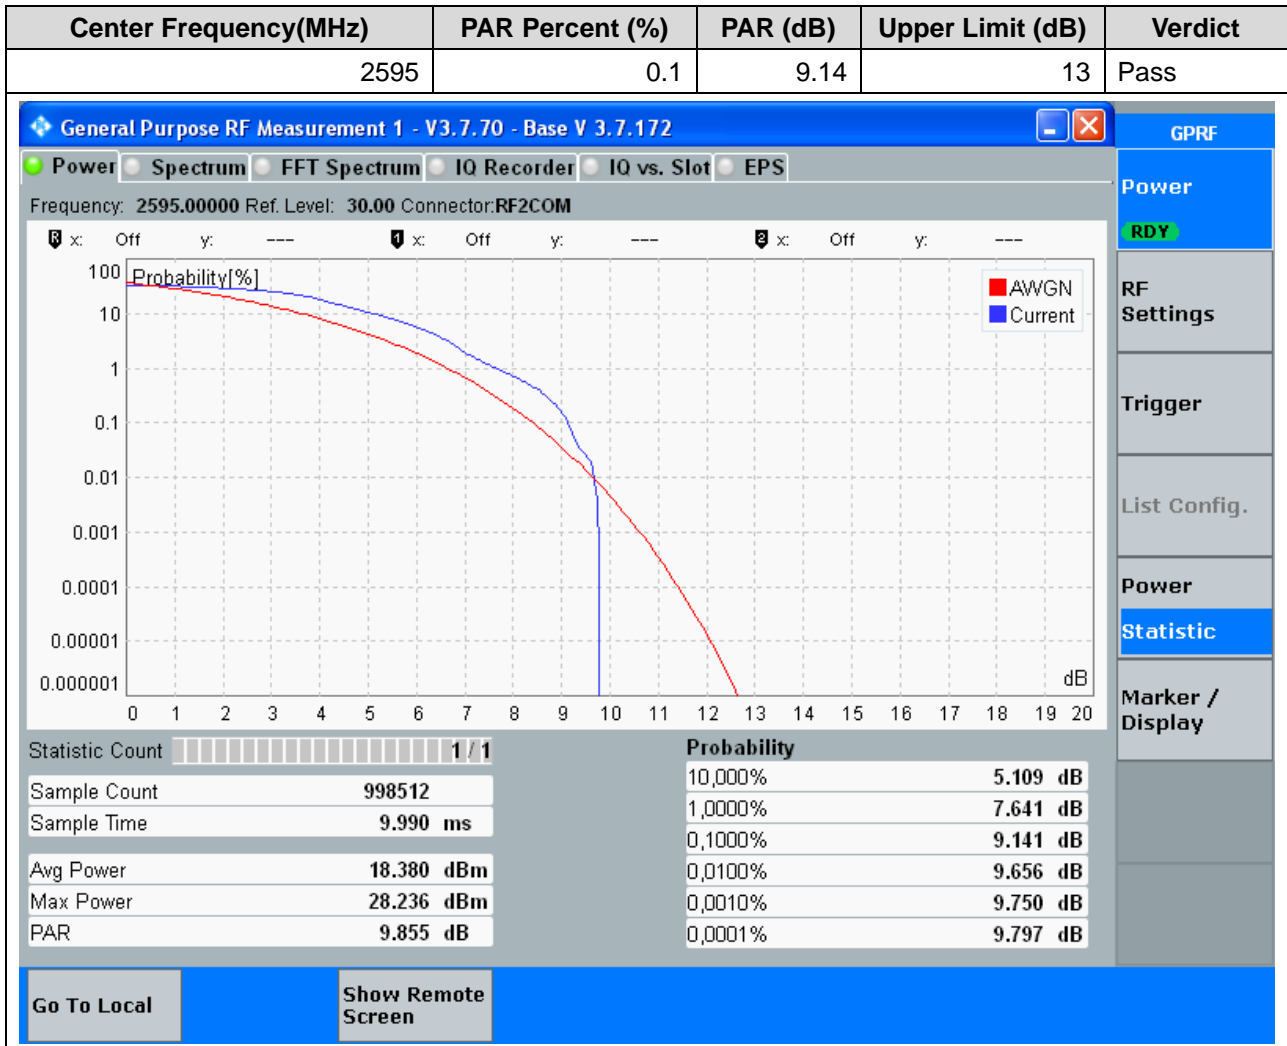 Center Frequency(MHz) PAR Percent (%) PAR (dB) Upper Limit (dB) Verdict
2595 0.1 9.14 13 Pass
General Purpose RF Measurement 1 - V3.7.70 - Base V 3.7.172
GPRF
Power Spectrum FFT Spectrum IQ Recorder IQ vs. Slot EPS
Frequency: 2595.00000 Ref. Level: 30.00 Connector:RF2COM
R x: Off y: --- 1 x: Off y: --- 2 x: Off y: ---
Probability[%]
100
10
1
0.1
0.01
0.001
0.0001
0.00001
0.000001
AWGN
Current
dB
0 1 2 3 4 5 6 7 8 9 10 11 12 13 14 15 16 17 18 19 20
Statistic Count 1 / 1
Sample Count 998512
Sample Time 9.990 ms
Avg Power 18.380 dBm
Max Power 28.236 dBm
PAR 9.855 dB
Probability
10,000% 5.109 dB
1,0000% 7.641 dB
0,1000% 9.141 dB
0,0100% 9.656 dB
0,0010% 9.750 dB
0,0001% 9.797 dB
Power
RDY
RF
Settings
Trigger
List Config.
Power
Statistic
Marker /
Display
Go To Local
Show Remote
Screen